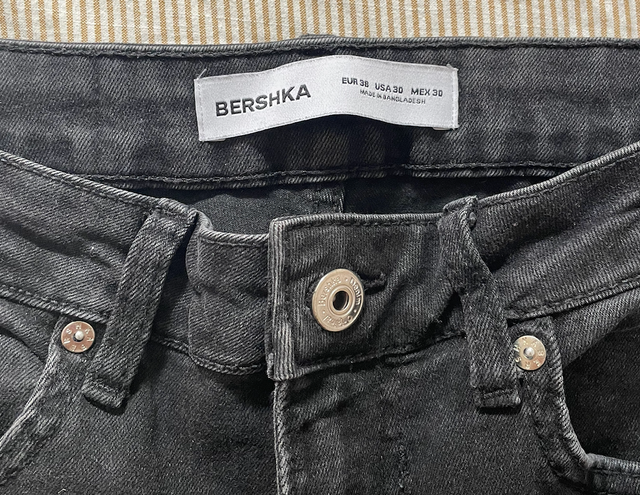 BERSHKA
EUR 38 USA 30 MEX 30
MADE IN BANGLADESH